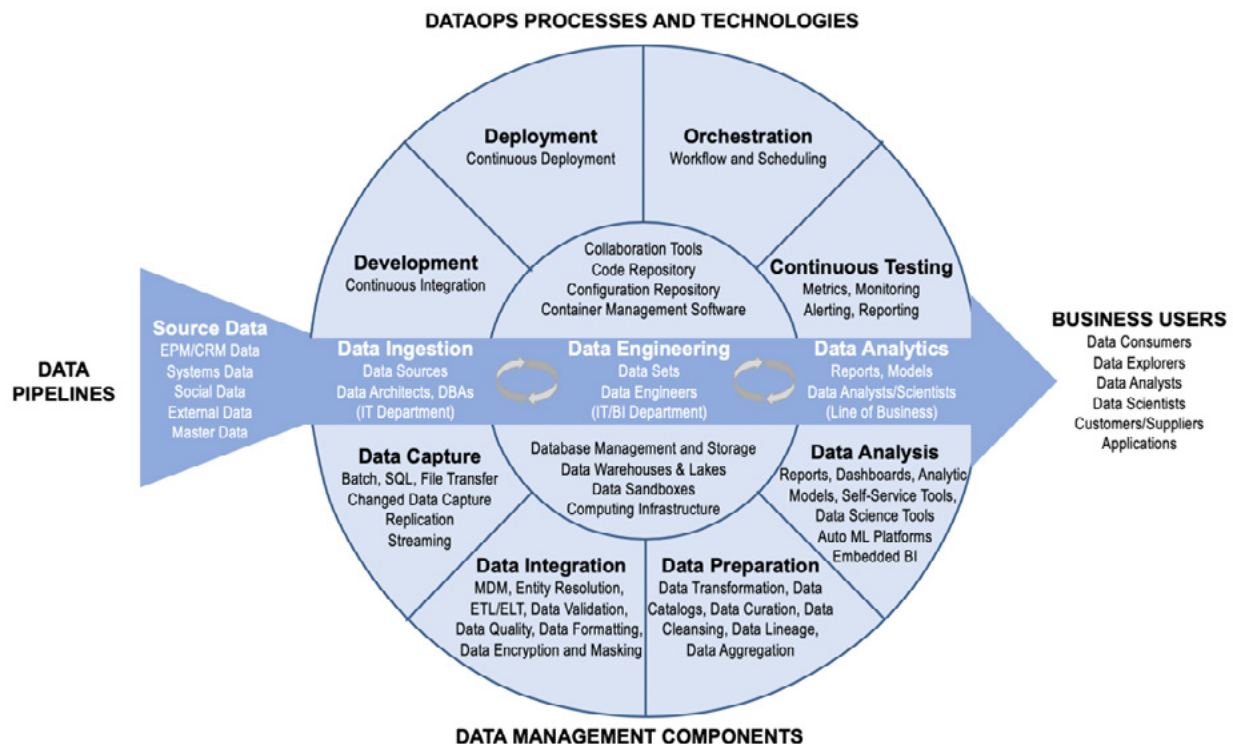 DATAOPS PROCESSES AND TECHNOLOGIES
Deployment
Continuous Deployment
Orchestration
Workflow and Scheduling
Development
Continuous Integration
Collaboration Tools
Code Repository
Configuration Repository
Container Management Software
Continuous Testing
Metrics, Monitoring
Alerting, Reporting
DATA
PIPELINES
Source Data
EPM/CRM Data
Systems Data
Social Data
External Data
Master Data
Data Ingestion
Data Sources
Data Architects, DBAs
(IT Department)
Data Engineering
Data Sets
Data Engineers
(IT/BI Department)
Data Analytics
Reports, Models
Data Analysts/Scientists
(Line of Business)
BUSINESS USERS
Data Consumers
Data Explorers
Data Analysts
Data Scientists
Customers/Suppliers
Applications
Data Capture
Batch, SQL, File Transfer
Changed Data Capture
Replication
Streaming
Database Management and Storage
Data Warehouses & Lakes
Data Sandboxes
Computing Infrastructure
Data Analysis
Reports, Dashboards, Analytic
Models, Self-Service Tools,
Data Science Tools
Auto ML Platforms
Embedded BI
Data Integration
MDM, Entity Resolution,
ETL/ELT, Data Validation,
Data Quality, Data Formatting,
Data Encryption and Masking
Data Preparation
Data Transformation, Data
Catalogs, Data Curation, Data
Cleansing, Data Lineage,
Data Aggregation
DATA MANAGEMENT COMPONENTS